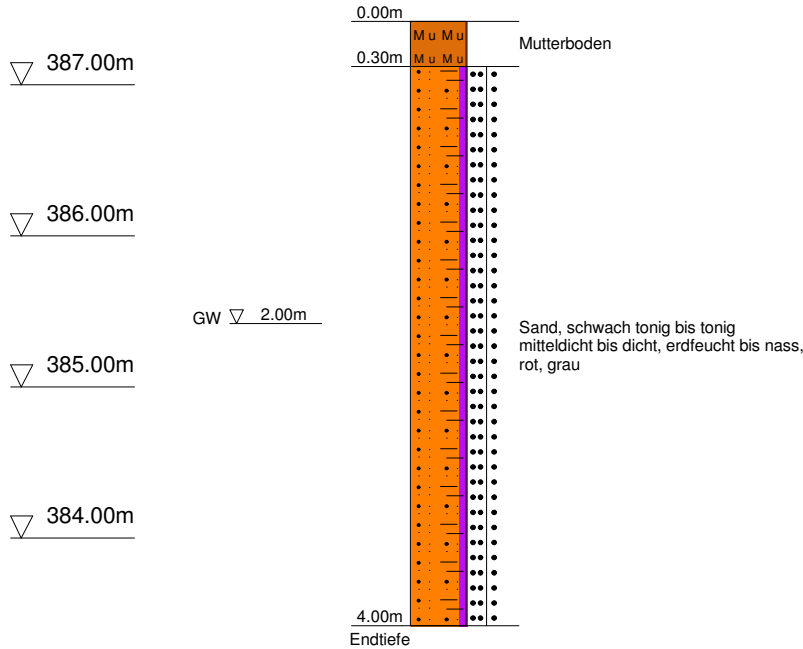 0.00m
Mu Mu
Mutterboden
387.00m
0.30m
Mu Mu
386.00m
GW 2.00m
Sand, schwach tonig bis tonig
mitteldicht bis dicht, erdfeucht bis nass,
rot, grau
385.00m
384.00m
4.00m
Endtiefe